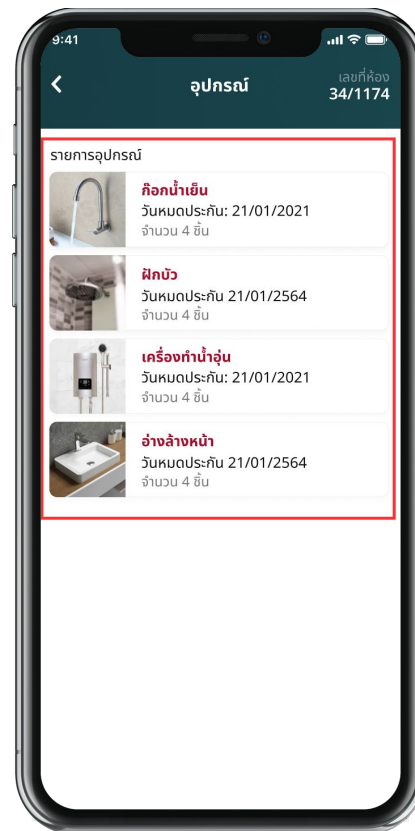 9:41
อุปกรณ์
เลขที่ห้อง
34/1174
รายการอุปกรณ์
ก๊อกน้ำเย็น
วันหมดประกัน: 21/01/2021
จำนวน 4 ชิ้น
ฝักบัว
วันหมดประกัน 21/01/2564
จำนวน 4 ชิ้น
เครื่องทำน้ำอุ่น
วันหมดประกัน: 21/01/2021
จำนวน 4 ชิ้น
อ่างล้างหน้า
วันหมดประกัน 21/01/2564
จำนวน 4 ชิ้น